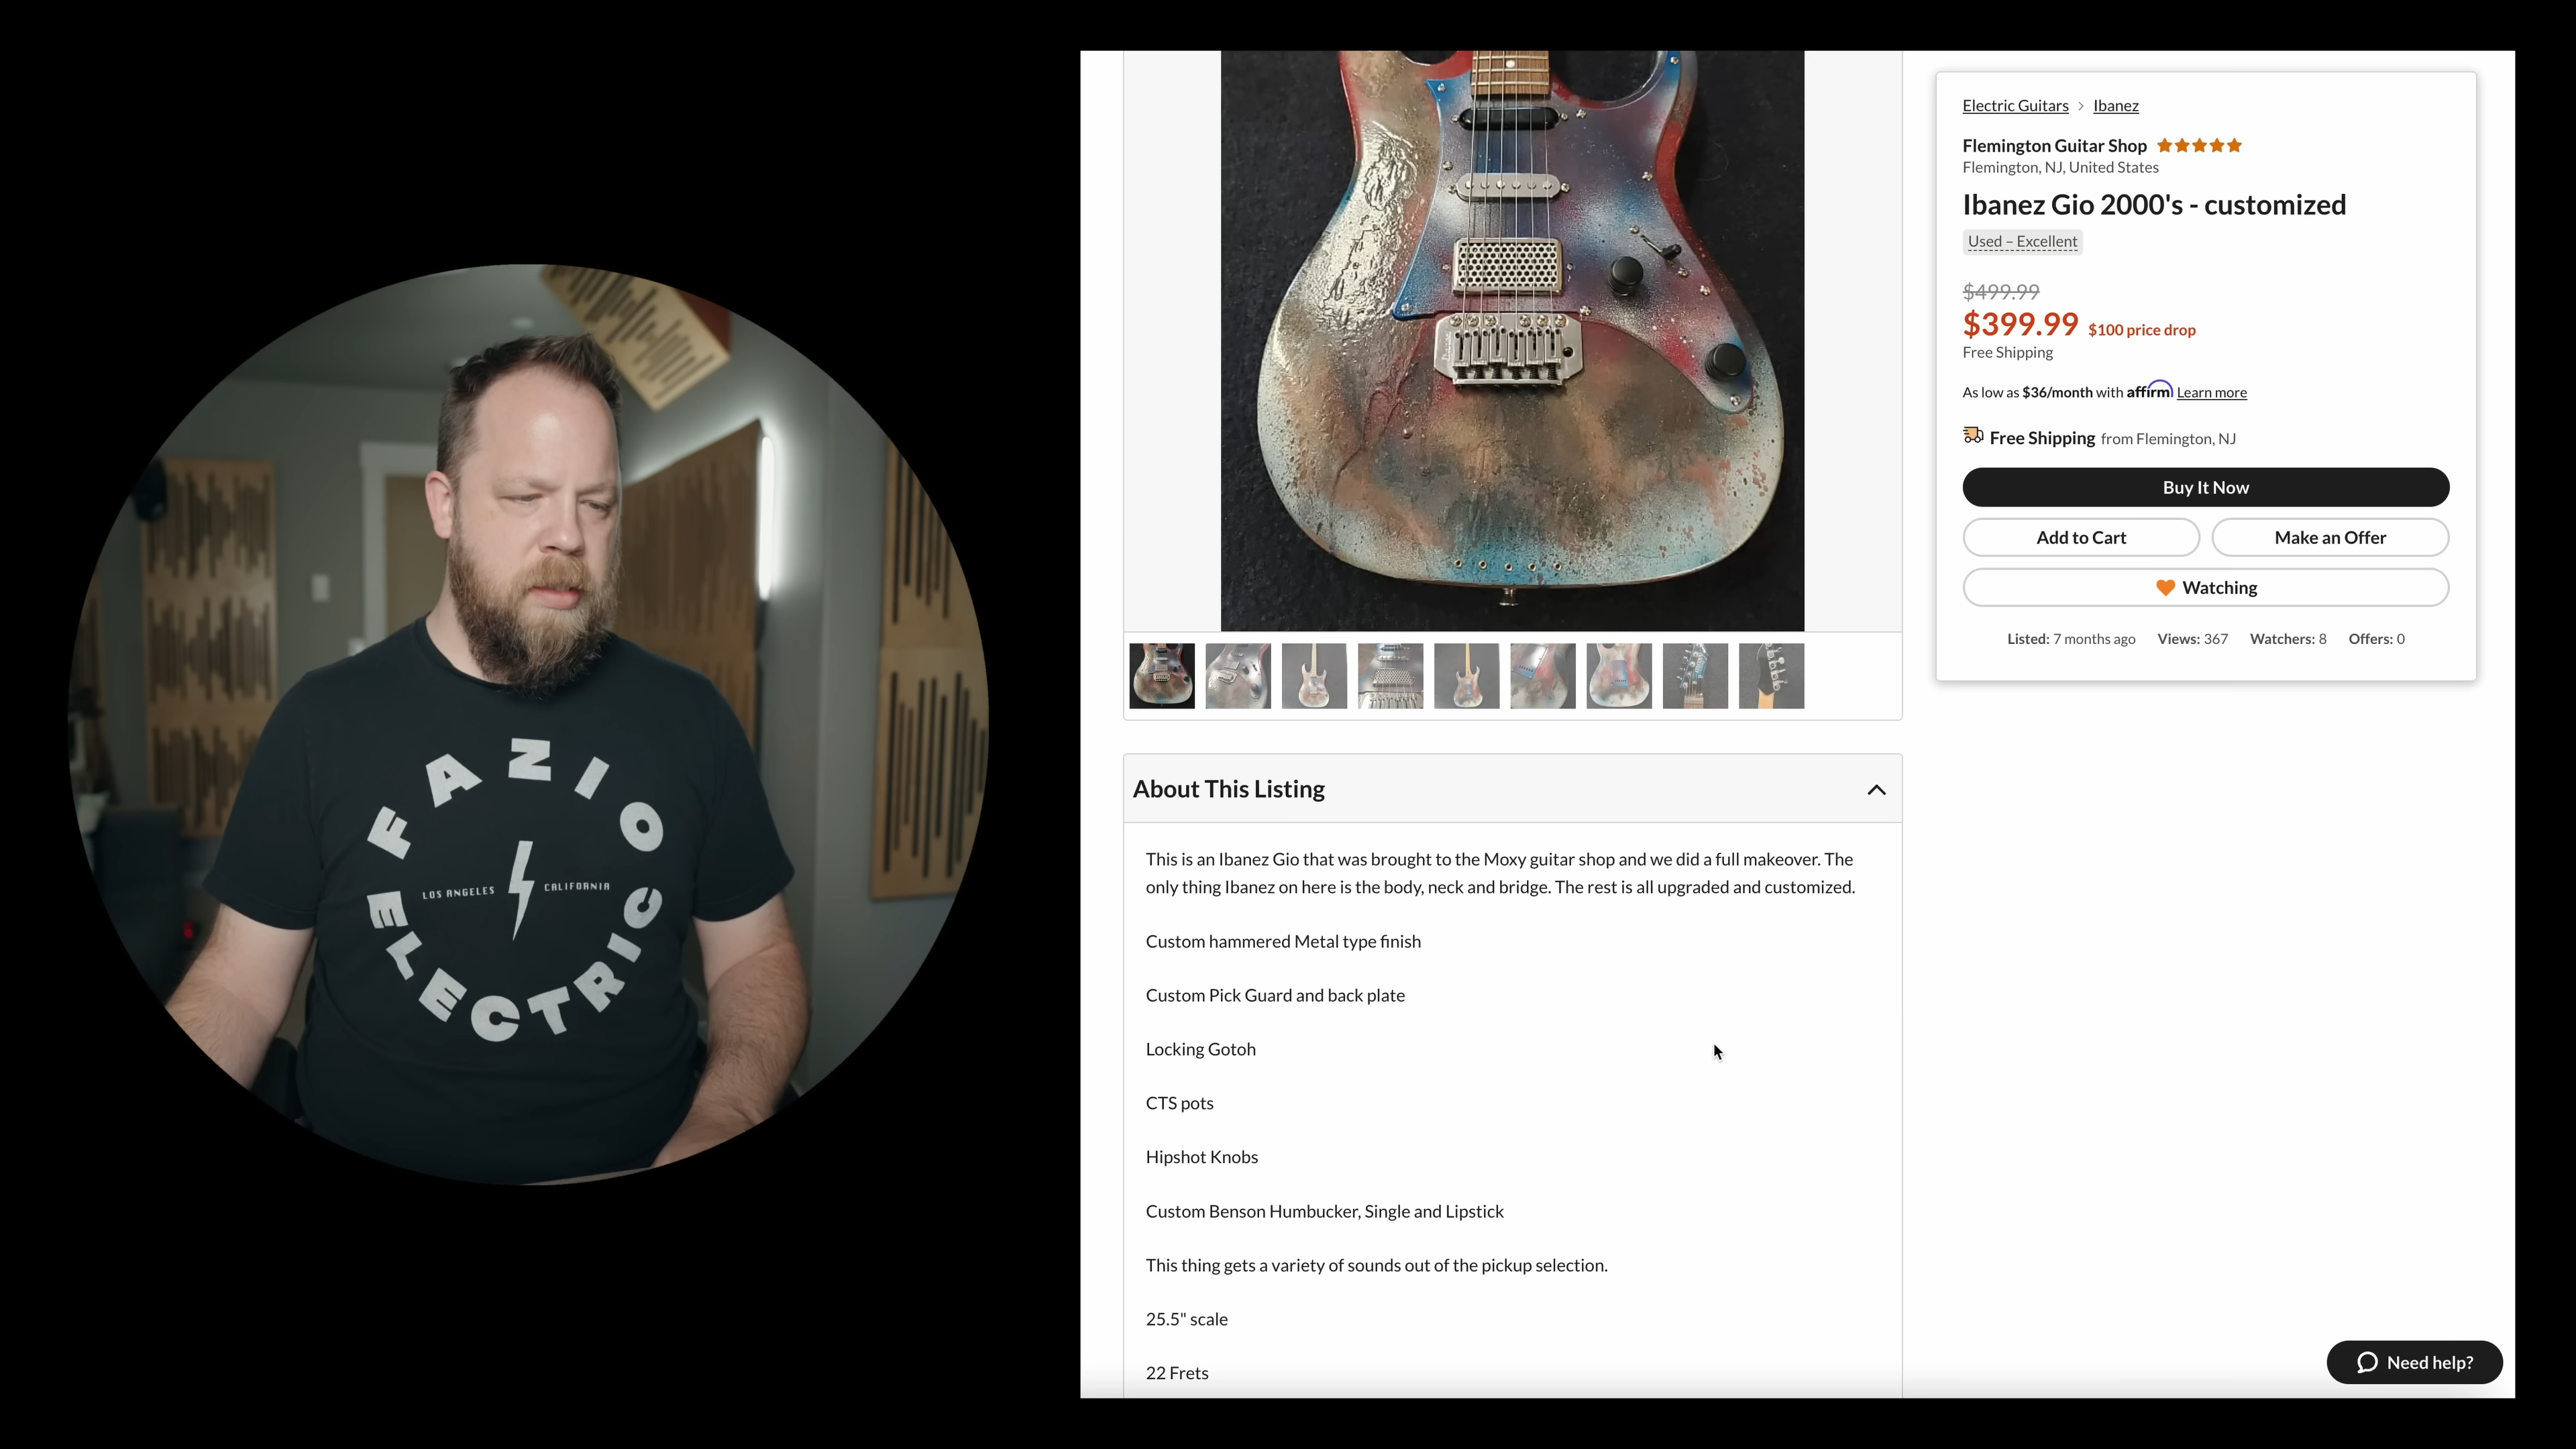 FAZIO
LOS ANGELES CALIFORNIA
ELECTRIC
Electric Guitars > Ibanez
Flemington Guitar Shop
Flemington, NJ, United States
Ibanez Gio 2000's - customized
Used – Excellent
$499.99
$399.99 $100 price drop
Free Shipping
As low as $36/month with affirm Learn more
Free Shipping from Flemington, NJ
Buy It Now
Add to Cart
Make an Offer
Watching
Listed: 7 months ago Views: 367 Watchers: 8 Offers: 0
About This Listing
This is an Ibanez Gio that was brought to the Moxy guitar shop and we did a full makeover. The
only thing Ibanez on here is the body, neck and bridge. The rest is all upgraded and customized.
Custom hammered Metal type finish
Custom Pick Guard and back plate
Locking Gotoh
CTS pots
Hipshot Knobs
Custom Benson Humbucker, Single and Lipstick
This thing gets a variety of sounds out of the pickup selection.
25.5" scale
22 Frets
Need help?